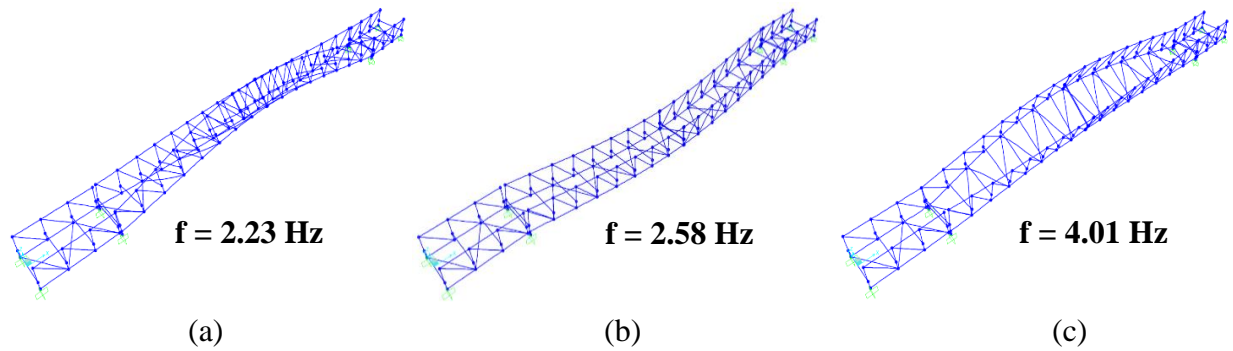 f = 2.23 Hz
f = 2.58 Hz
f = 4.01 Hz
(a)
(b)
(c)